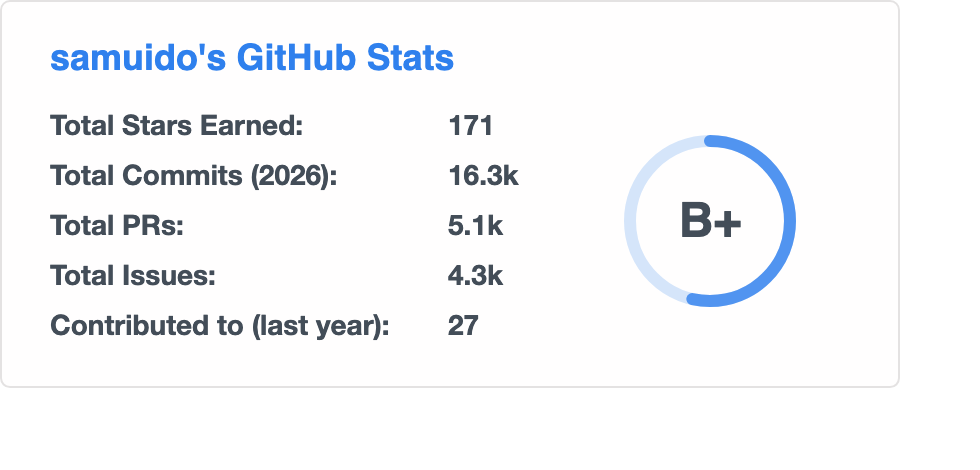 samuido's GitHub Stats
Total Stars Earned: 171
Total Commits (2026): 16.3k
Total PRs: 5.1k
Total Issues: 4.3k
Contributed to (last year): 27
B+